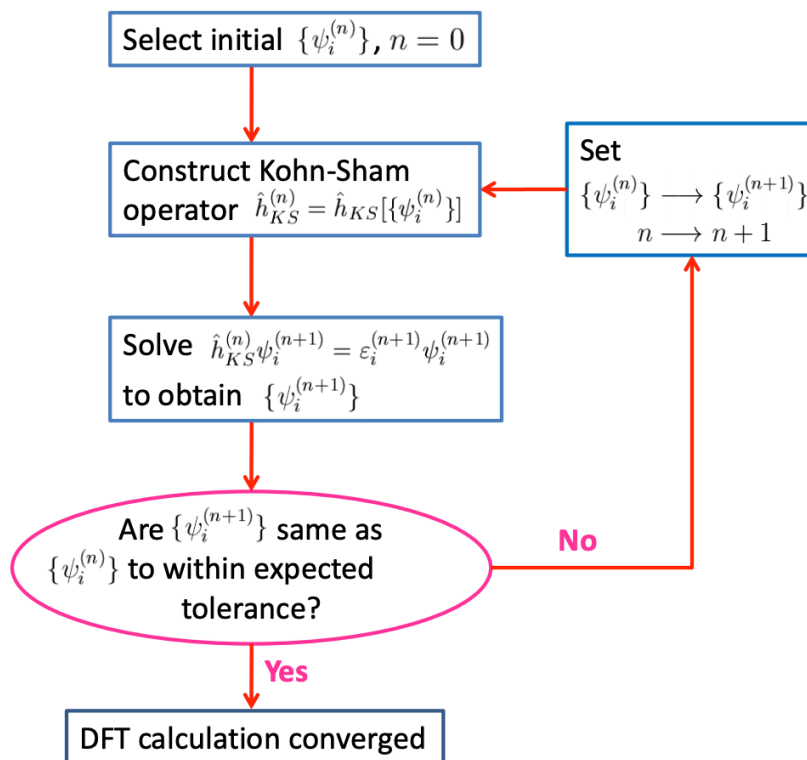 Select initial {ψ_i^(n)}, n = 0
Construct Kohn-Sham
operator ĥ_KS^(n) = ĥ_KS[{ψ_i^(n)}]
Set
{ψ_i^(n)} ⟶ {ψ_i^(n+1)}
n ⟶ n + 1
Solve ĥ_KS^(n) ψ_i^(n+1) = ε_i^(n+1) ψ_i^(n+1)
to obtain {ψ_i^(n+1)}
Are {ψ_i^(n+1)} same as
{ψ_i^(n)} to within expected
tolerance?
No
Yes
DFT calculation converged